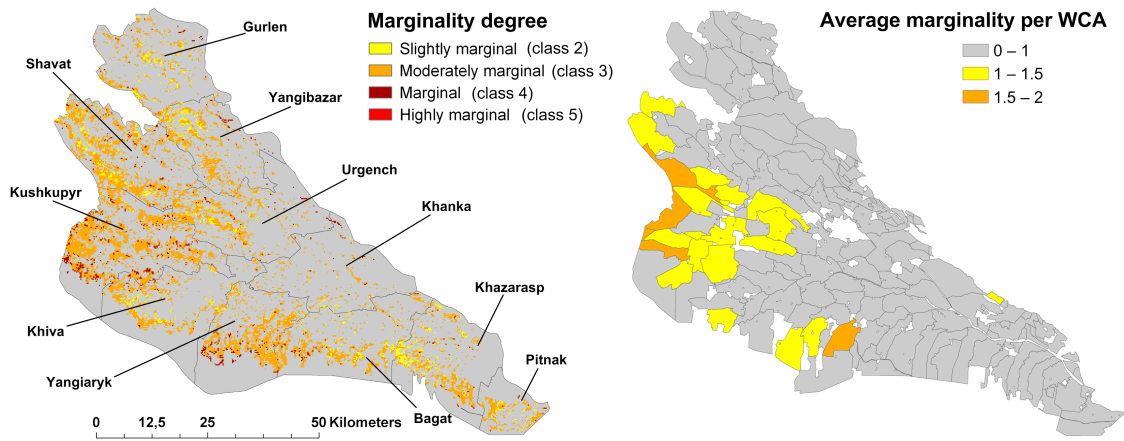 Marginality degree
Slightly marginal (class 2)
Moderately marginal (class 3)
Marginal (class 4)
Highly marginal (class 5)
Gurlen
Shavat
Yangibazar
Urgench
Kushkupyr
Khanka
Khazarasp
Khiva
Pitnak
Yangiaryk
Bagat
0 12,5 25 50 Kilometers
Average marginality per WCA
0 – 1
1 – 1.5
1.5 – 2